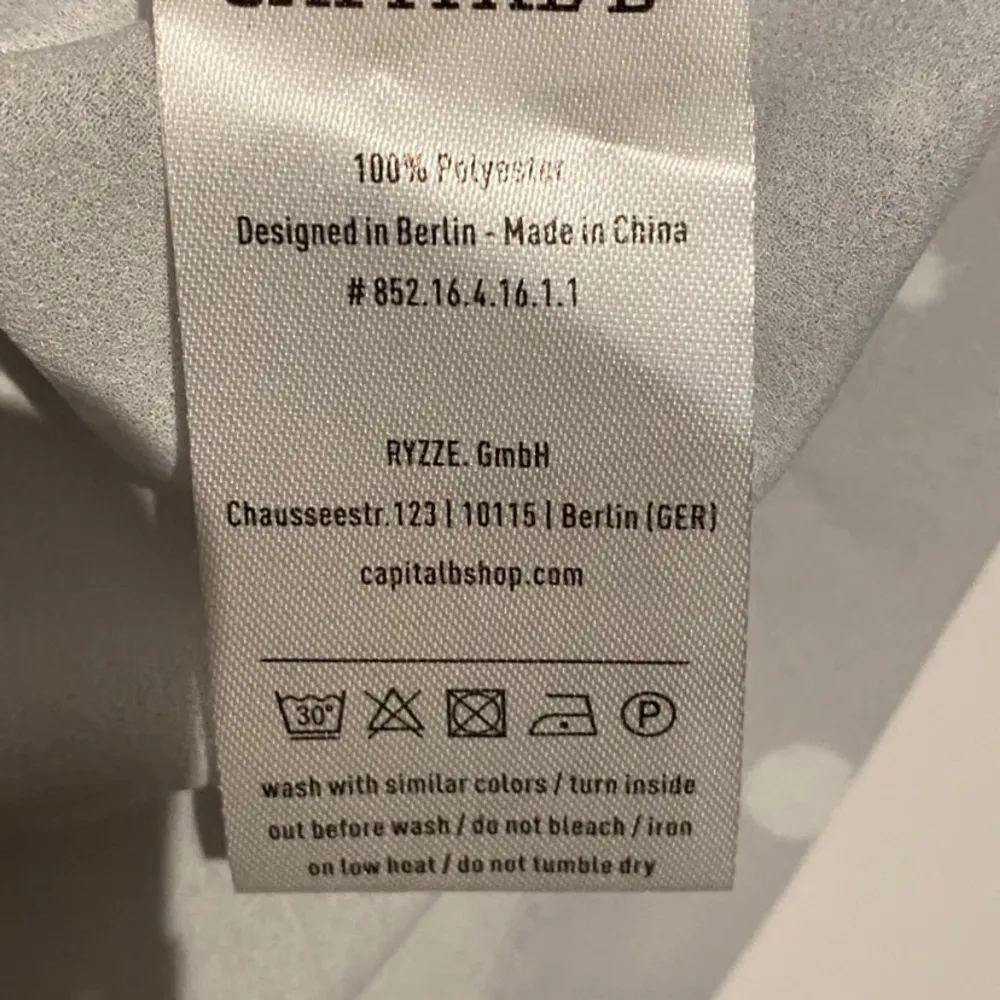 CAPITAL B
100% Polyester
Designed in Berlin - Made in China
# 852.16.4.16.1.1
RYZZE. GmbH
Chausseestr.123 | 10115 | Berlin (GER)
capitalbshop.com
30° P
wash with similar colors / turn inside
out before wash / do not bleach / iron
on low heat / do not tumble dry